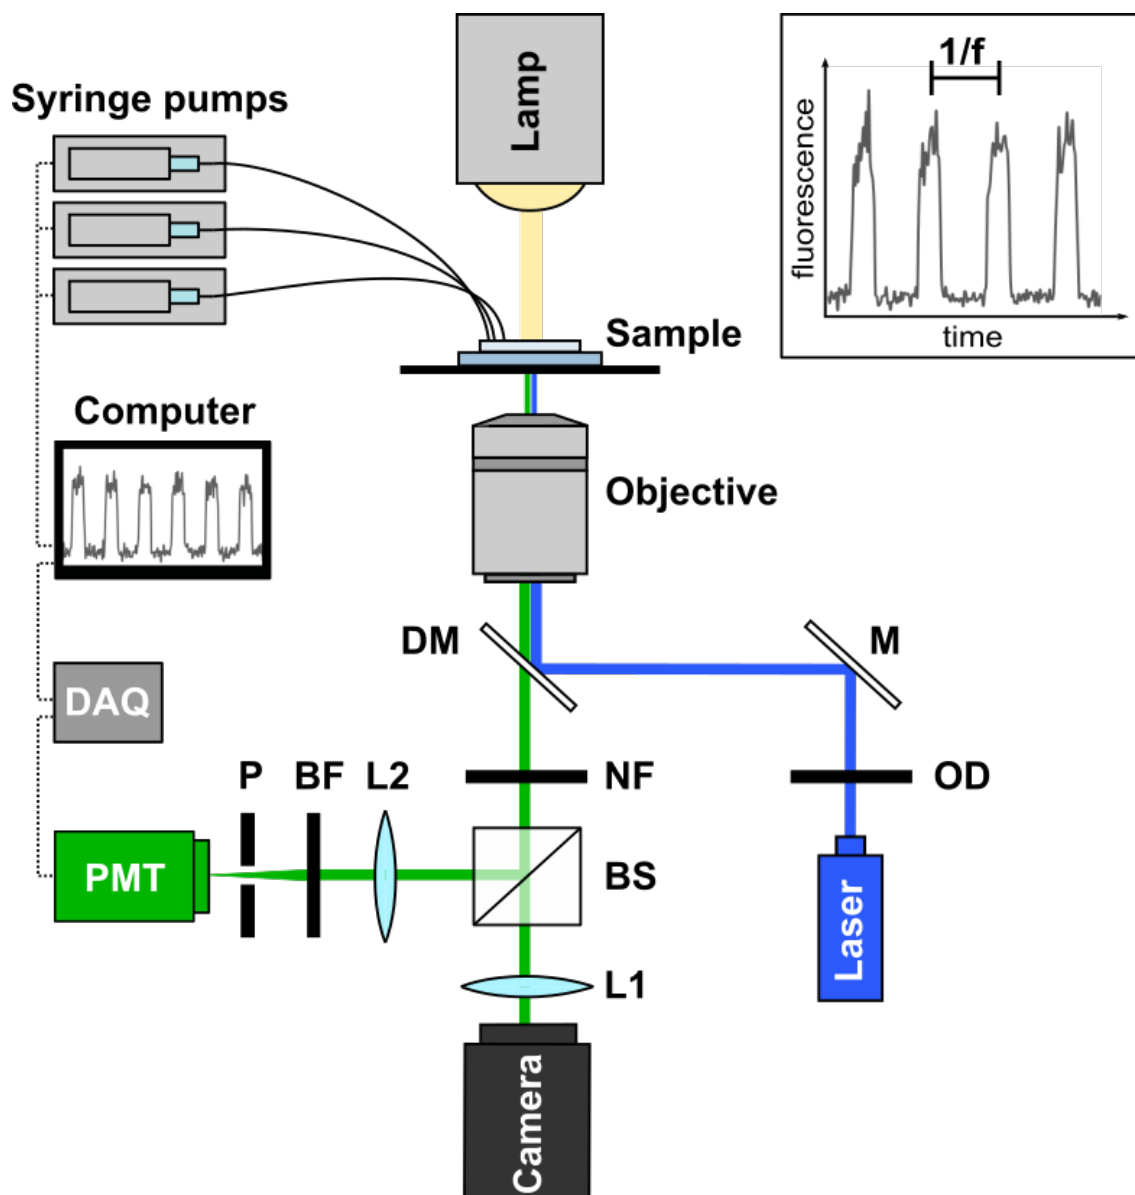 Syringe pumps
Lamp
1/f
fluorescence
time
Sample
Computer
Objective
DM
M
DAQ
P
BF
L2
NF
OD
PMT
BS
Laser
L1
Camera